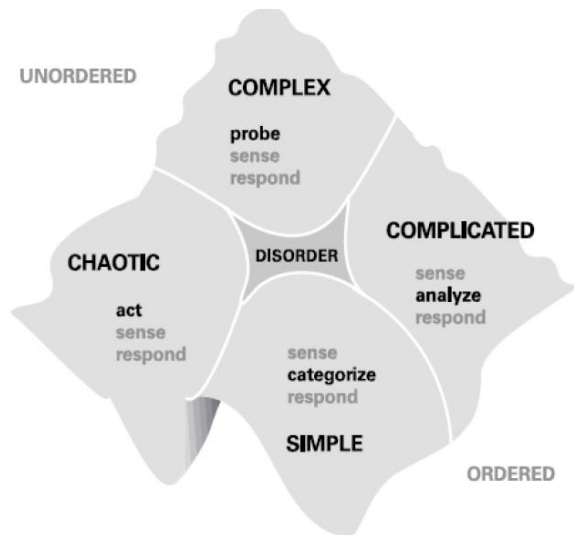 UNORDERED
COMPLEX
probe
sense
respond
CHAOTIC
act
sense
respond
DISORDER
COMPLICATED
sense
analyze
respond
sense
categorize
respond
SIMPLE
ORDERED